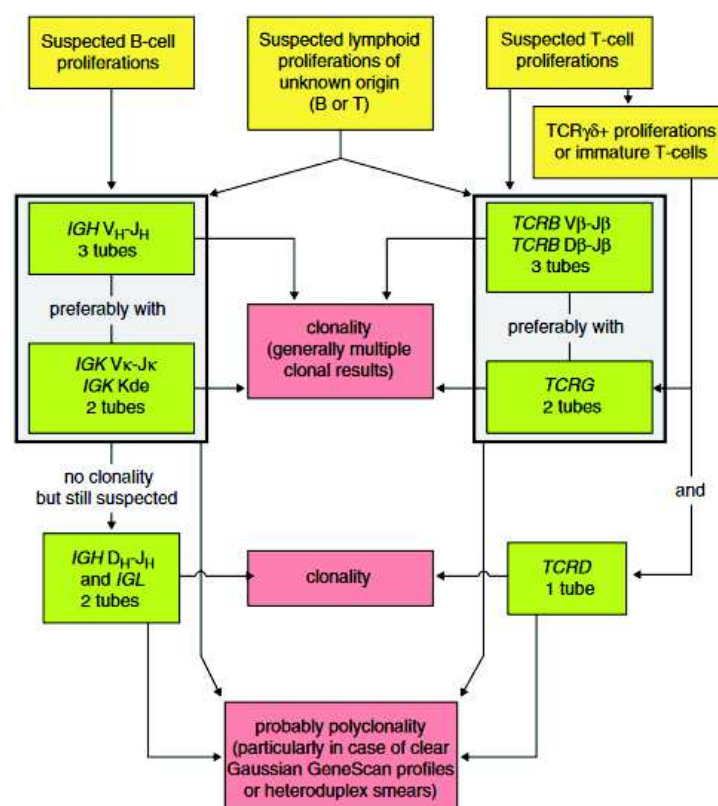 Suspected B-cell
proliferations
Suspected lymphoid
proliferations of
unknown origin
(B or T)
Suspected T-cell
proliferations
TCRγδ+ proliferations
or immature T-cells
IGH VH-JH
3 tubes
preferably with
IGK Vκ-Jκ
IGK Kde
2 tubes
clonality
(generally multiple
clonal results)
TCRB Vβ-Jβ
TCRB Dβ-Jβ
3 tubes
preferably with
TCRG
2 tubes
no clonality
but still suspected
and
IGH DH-JH
and IGL
2 tubes
clonality
TCRD
1 tube
probably polyclonality
(particularly in case of clear
Gaussian GeneScan profiles
or heteroduplex smears)